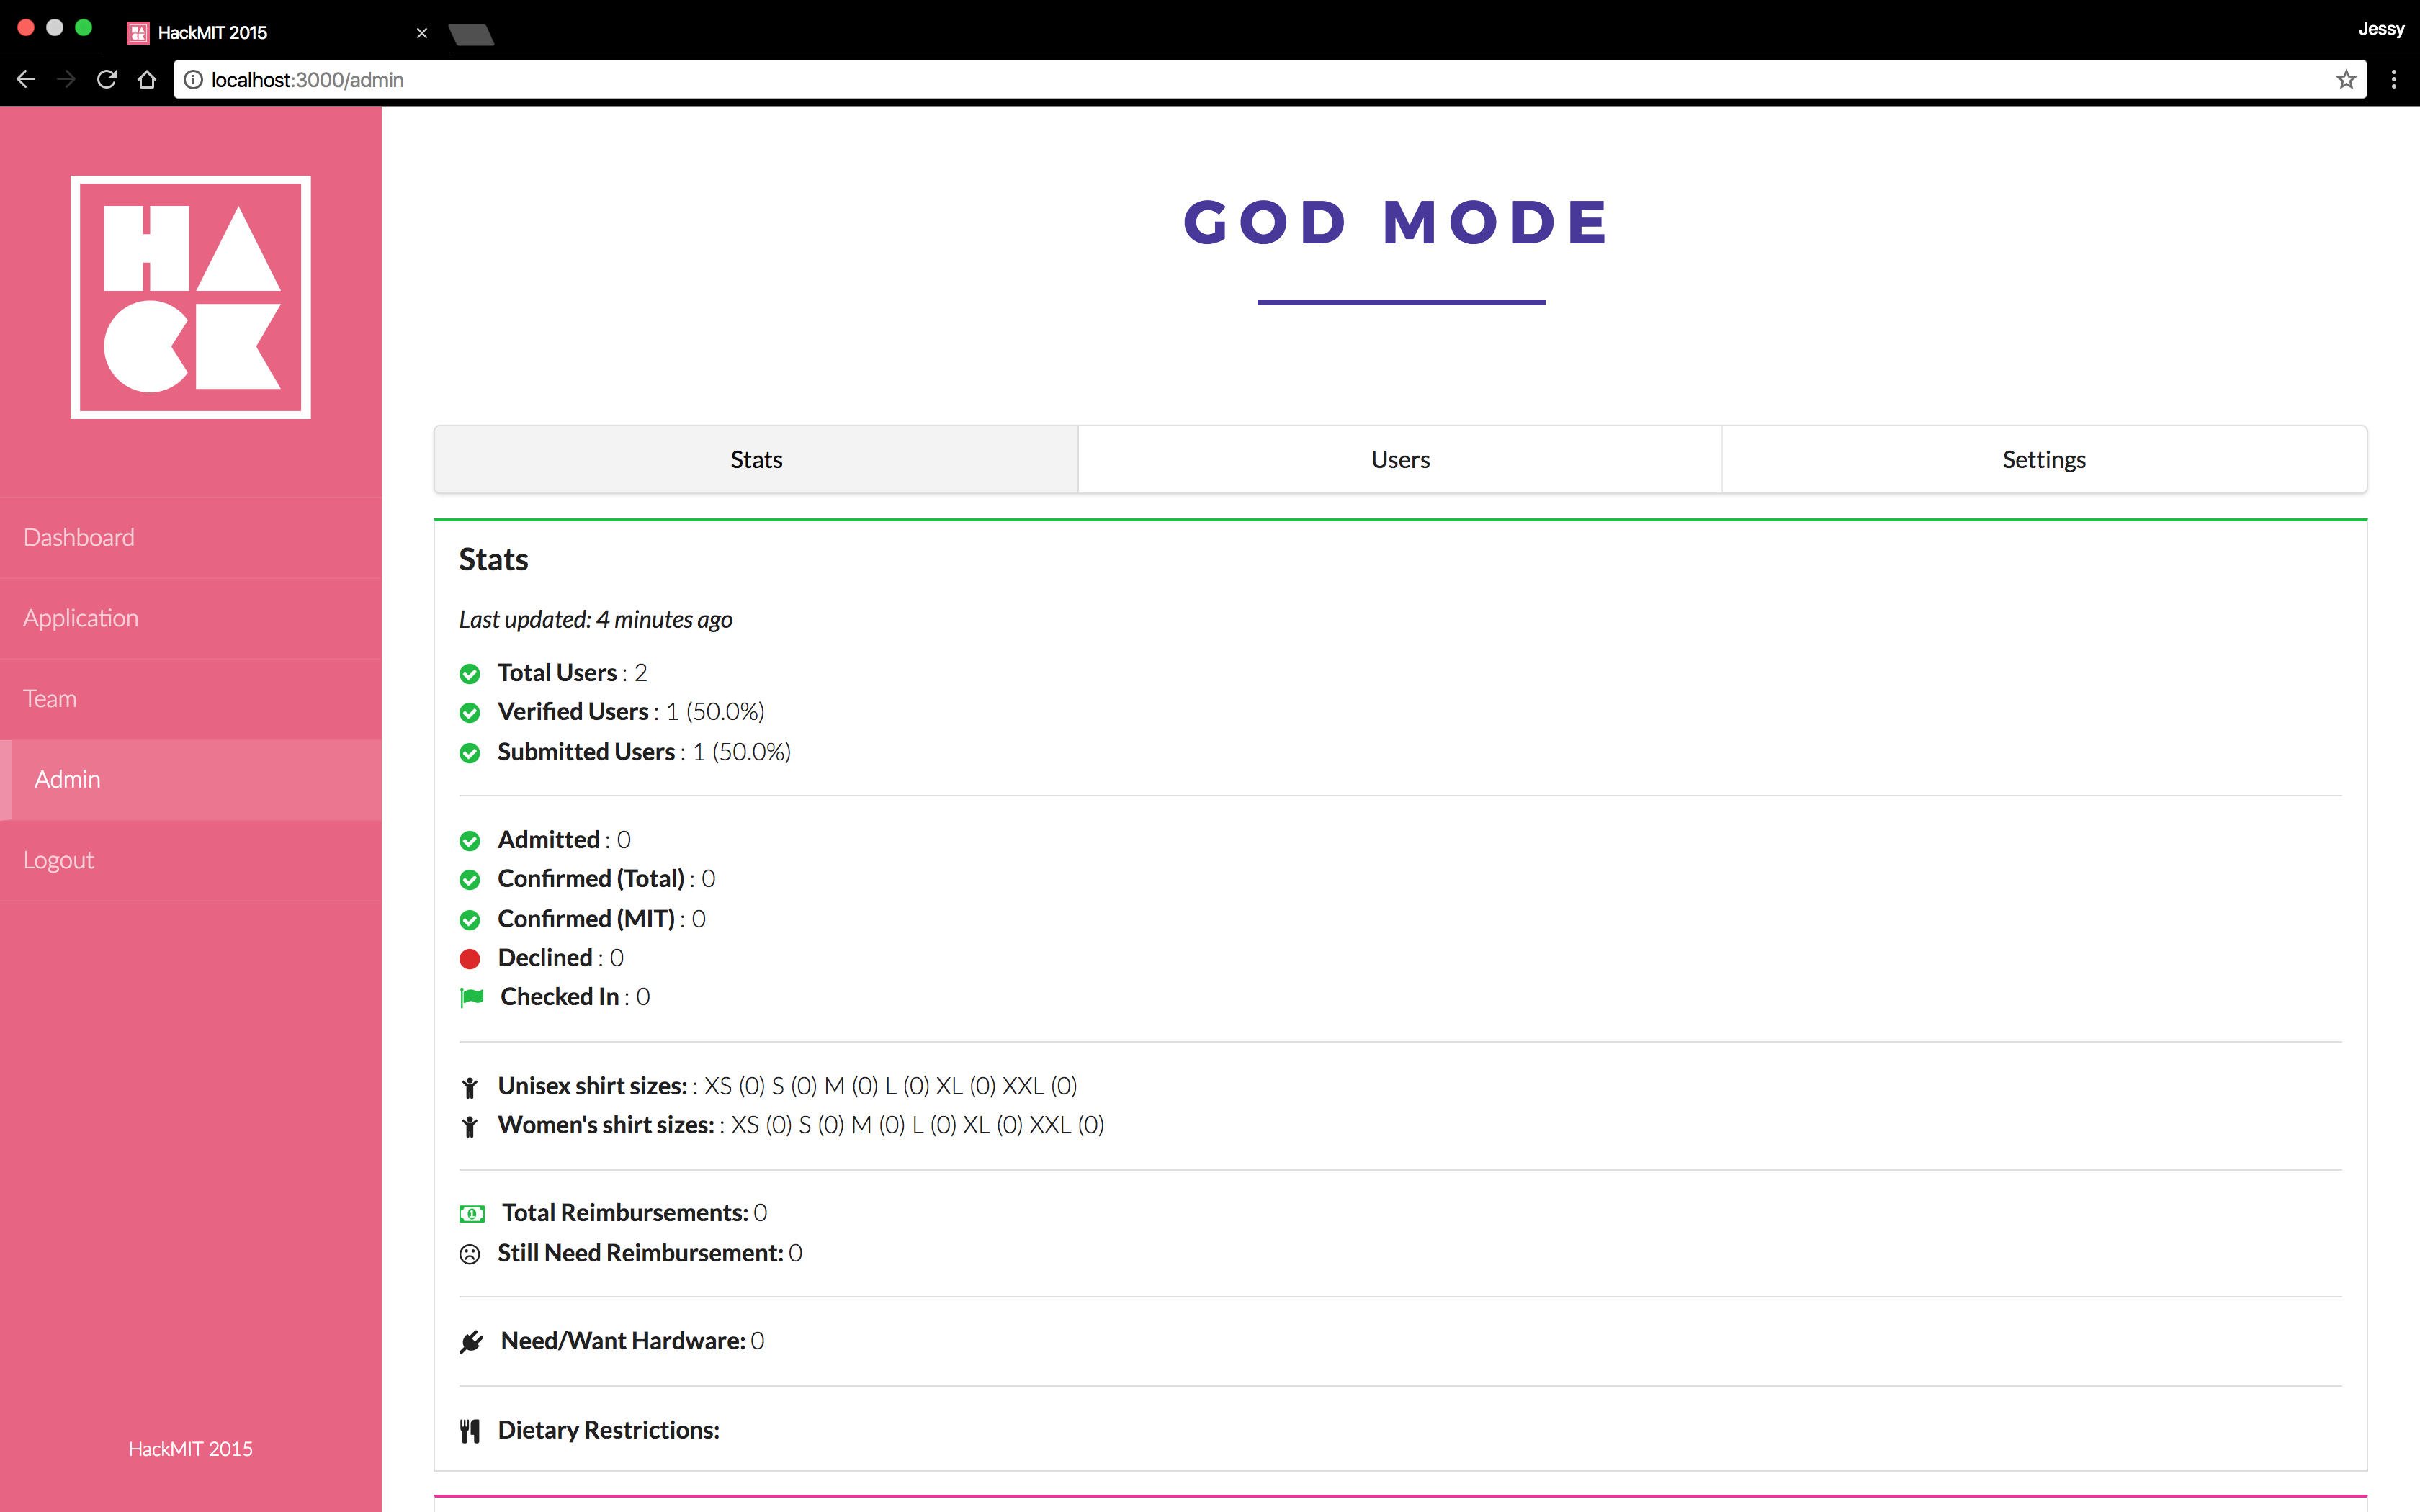 HackMIT 2015
Jessy
localhost:3000/admin
HACK
Dashboard
Application
Team
Admin
Logout
HackMIT 2015
GOD MODE
Stats
Users
Settings
Stats
Last updated: 4 minutes ago
Total Users : 2
Verified Users : 1 (50.0%)
Submitted Users : 1 (50.0%)
Admitted : 0
Confirmed (Total) : 0
Confirmed (MIT) : 0
Declined : 0
Checked In : 0
Unisex shirt sizes: : XS (0) S (0) M (0) L (0) XL (0) XXL (0)
Women's shirt sizes: : XS (0) S (0) M (0) L (0) XL (0) XXL (0)
Total Reimbursements: 0
Still Need Reimbursement: 0
Need/Want Hardware: 0
Dietary Restrictions: